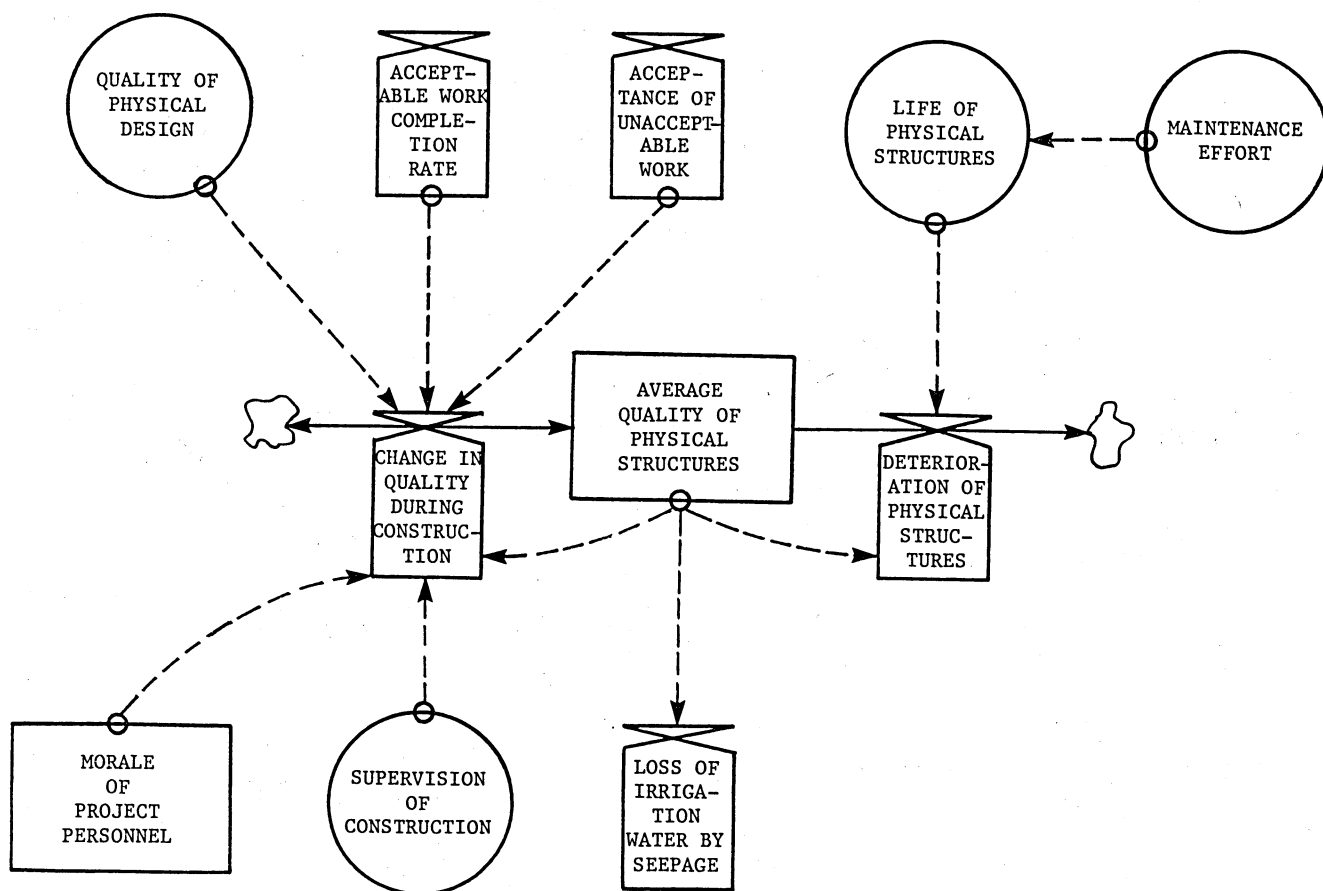 QUALITY OF
PHYSICAL
DESIGN
ACCEPT-
ABLE WORK
COMPLE-
TION
RATE
ACCEP-
TANCE OF
UNACCEPT-
ABLE
WORK
LIFE OF
PHYSICAL
STRUCTURES
MAINTENANCE
EFFORT
AVERAGE
QUALITY OF
PHYSICAL
STRUCTURES
CHANGE IN
QUALITY
DURING
CONSTRUC-
TION
DETERIOR-
ATION OF
PHYSICAL
STRUC-
TURES
MORALE
OF
PROJECT
PERSONNEL
SUPERVISION
OF
CONSTRUCTION
LOSS OF
IRRIGA-
TION
WATER BY
SEEPAGE